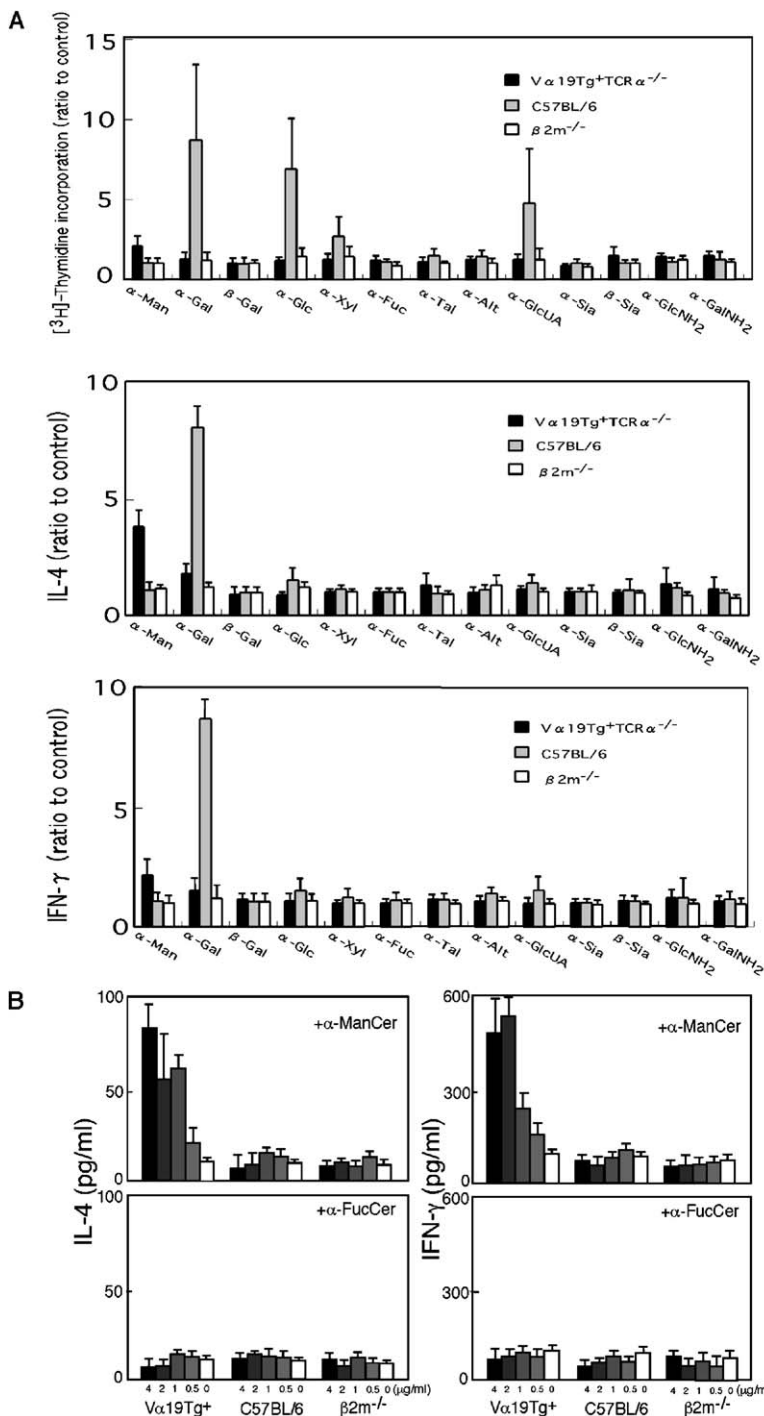 A
[³H]-Thymidine incorporation (ratio to control)
15
10
5
0
Vα19Tg⁺TCRα⁻/⁻
C57BL/6
β2m⁻/⁻
α-Man α-Gal β-Gal α-Glc α-Xyl α-Fuc α-Tal α-Alt α-GlcUA α-Sia β-Sia α-GlcNH₂ α-GalNH₂
IL-4 (ratio to control)
10
5
0
Vα19Tg⁺TCRα⁻/⁻
C57BL/6
β2m⁻/⁻
α-Man α-Gal β-Gal α-Glc α-Xyl α-Fuc α-Tal α-Alt α-GlcUA α-Sia β-Sia α-GlcNH₂ α-GalNH₂
IFN-γ (ratio to control)
10
5
0
Vα19Tg⁺TCRα⁻/⁻
C57BL/6
β2m⁻/⁻
α-Man α-Gal β-Gal α-Glc α-Xyl α-Fuc α-Tal α-Alt α-GlcUA α-Sia β-Sia α-GlcNH₂ α-GalNH₂
B
IL-4 (pg/ml)
100
50
0
+α-ManCer
100
50
0
+α-FucCer
4 2 1 0.5 0 4 2 1 0.5 0 4 2 1 0.5 0 (μg/ml)
Vα19Tg+ C57BL/6 β2m-/-
IFN-γ (pg/ml)
600
300
0
+α-ManCer
600
300
0
+α-FucCer
4 2 1 0.5 0 4 2 1 0.5 0 4 2 1 0.5 0 (μg/m
Vα19Tg+ C57BL/6 β2m-/-